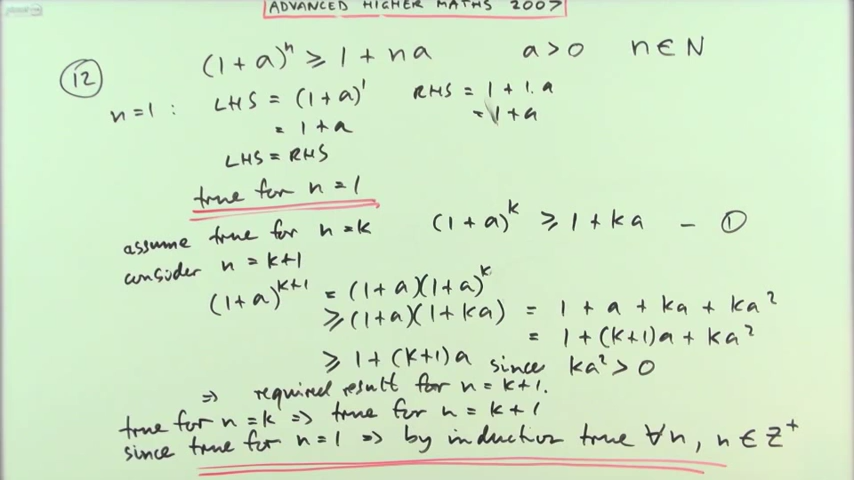 ADVANCED HIGHER MATHS 2007
12 (1+a)^n ≥ 1 + na a>0 n∈N
n=1 : LHS = (1+a)^1 RHS = 1 + 1.a
= 1+a = 1+a
LHS = RHS
true for n = 1
assume true for n=k (1+a)^k ≥ 1+ka - ①
consider n = k+1
(1+a)^{k+1} = (1+a)(1+a)^k
≥ (1+a)(1+ka) = 1 + a + ka + ka²
= 1+(k+1)a + ka²
≥ 1+(k+1)a since ka² > 0
⇒ required result for n = k+1.
true for n = k ⇒ true for n = k+1
since true for n=1 ⇒ by induction true ∀n, n ∈ Z⁺